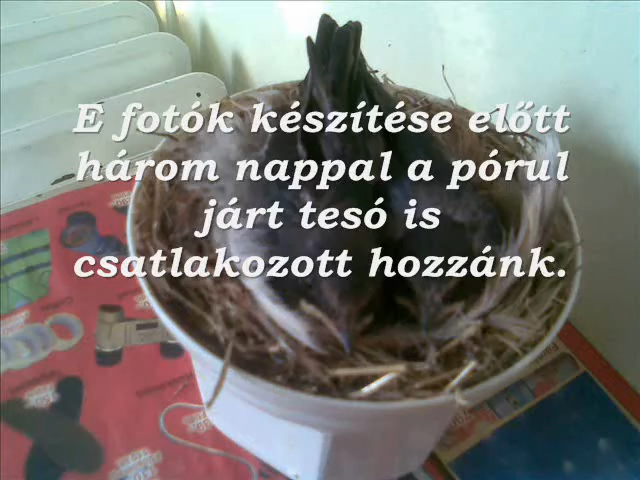 E fotók készítése előtt
három nappal a pórul
járt tesó is
csatlakozott hozzánk.